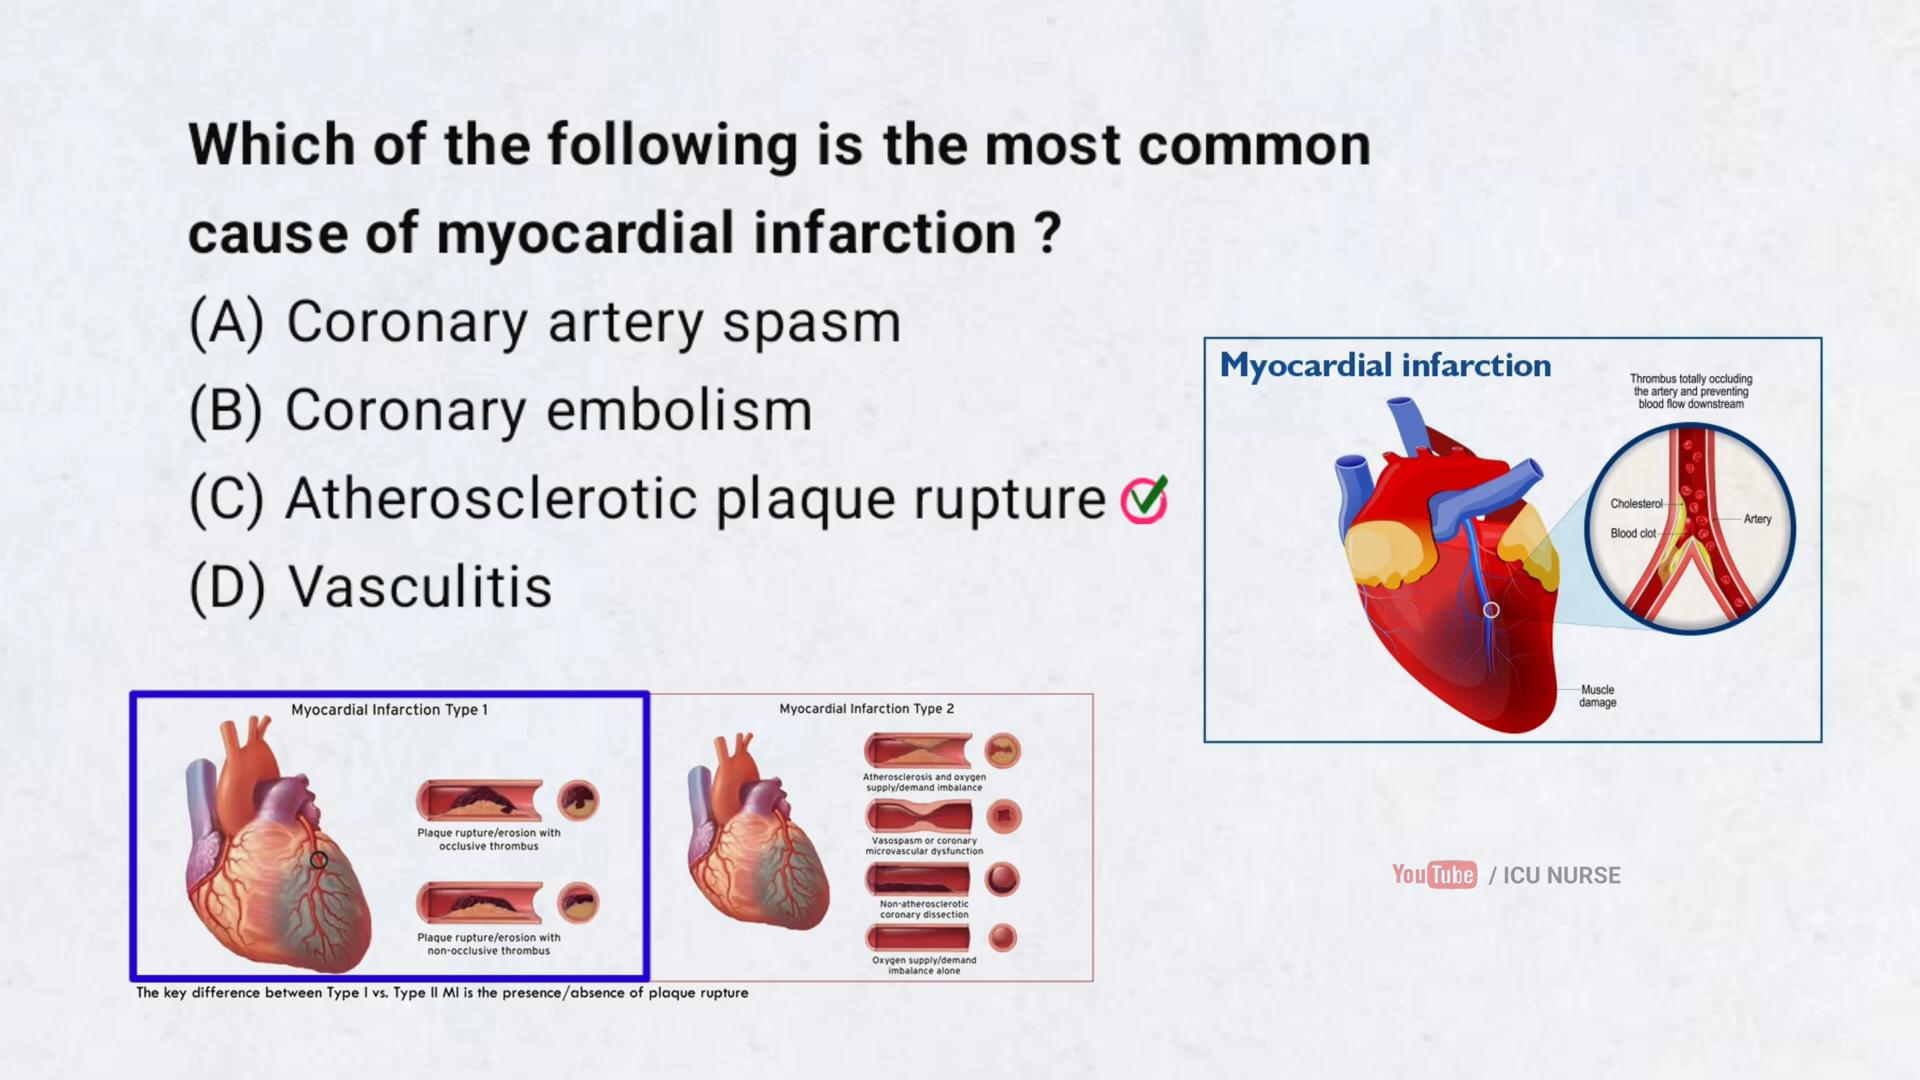 Which of the following is the most common
cause of myocardial infarction ?
(A) Coronary artery spasm
(B) Coronary embolism
(C) Atherosclerotic plaque rupture
(D) Vasculitis
Myocardial infarction
Thrombus totally occluding
the artery and preventing
blood flow downstream
Cholesterol
Blood clot
Artery
Muscle
damage
Myocardial Infarction Type 1
Plaque rupture/erosion with
occlusive thrombus
Plaque rupture/erosion with
non-occlusive thrombus
Myocardial Infarction Type 2
Atherosclerosis and oxygen
supply/demand imbalance
Vasospasm or coronary
microvascular dysfunction
Non-atherosclerotic
coronary dissection
Oxygen supply/demand
imbalance alone
The key difference between Type I vs. Type II MI is the presence/absence of plaque rupture
YouTube / ICU NURSE